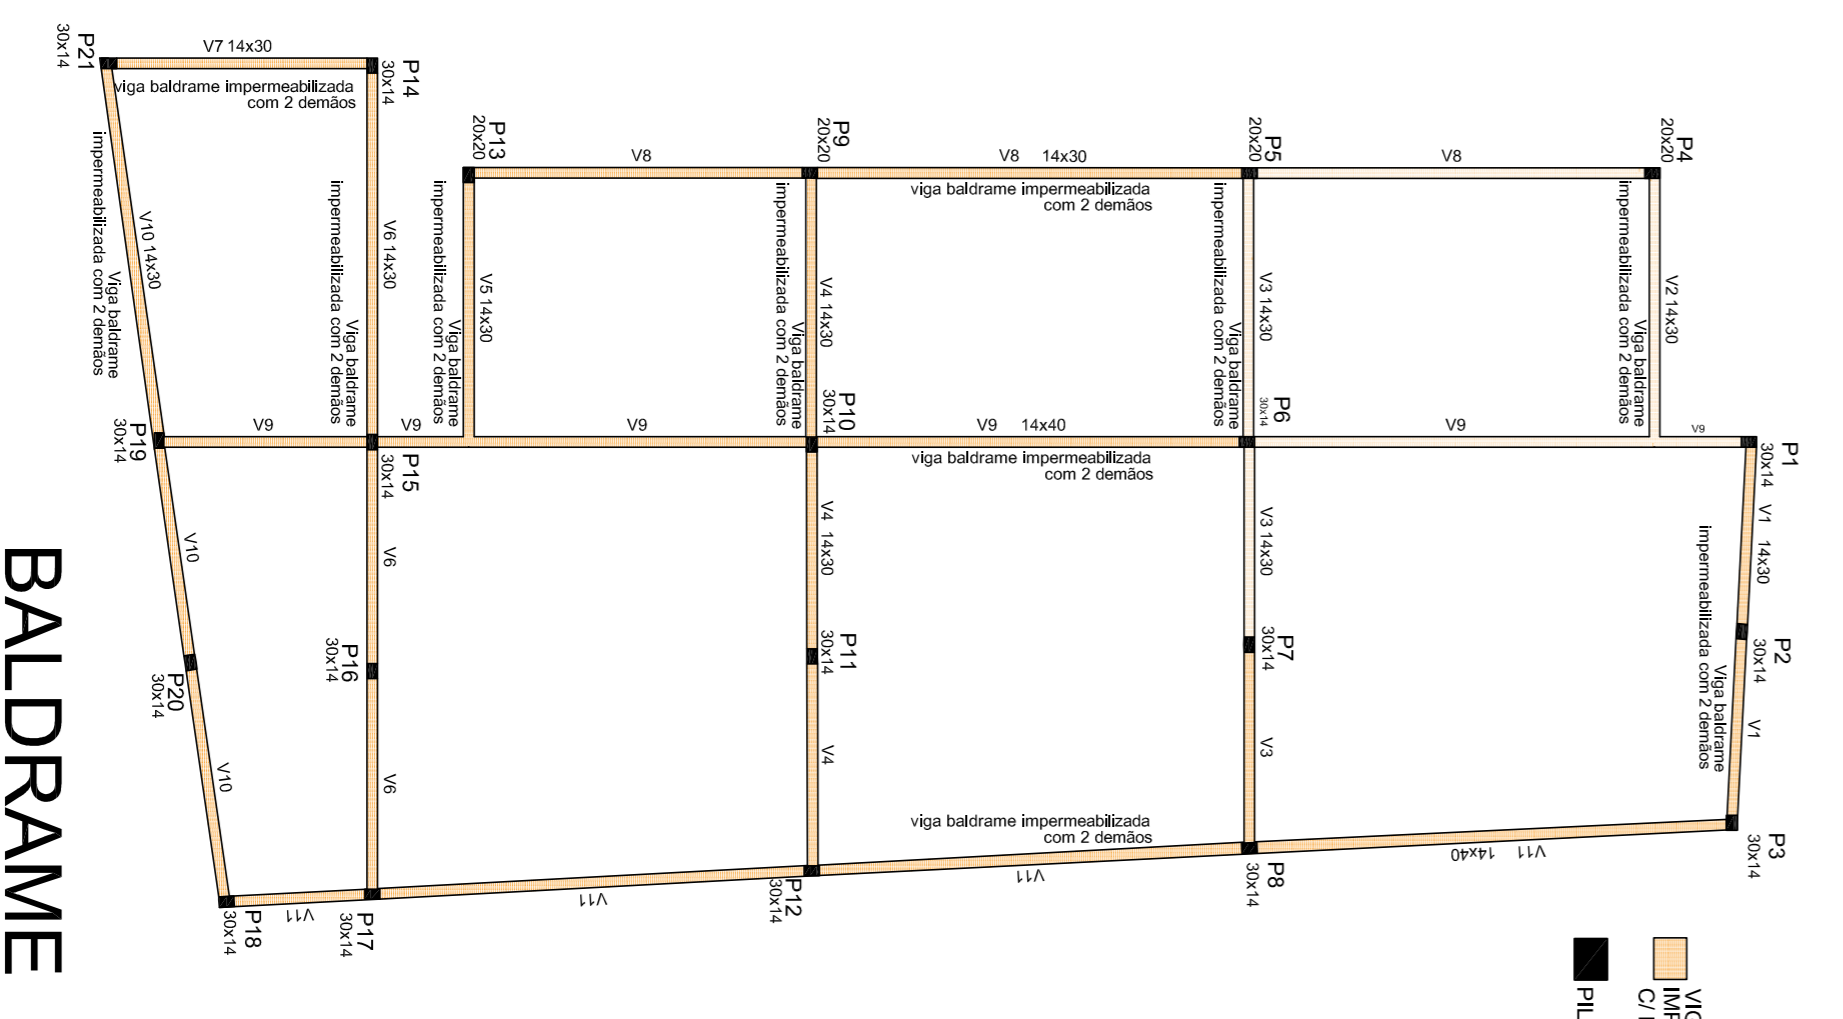 P21
30x14
V7 14x30
P14
30x14
viga baldrame impermeabilizada
com 2 demãos
V10 14x30
Viga baldrame
impermeabilizada com 2 demãos
Viga baldrame
impermeabilizada com 2 demãos
V6 14x30
P13
20x20
V8
P9
20x20
V8 14x30
P5
20x20
V8
P4
20x20
viga baldrame impermeabilizada
com 2 demãos
Viga baldrame
impermeabilizada com 2 demãos
V5 14x30
Viga baldrame
impermeabilizada com 2 demãos
V4 14x30
Viga baldrame
impermeabilizada com 2 demãos
V3 14x30
Viga baldrame
impermeabilizada com 2 demãos
V2 14x30
P19
30x14
V9
V9
V9
P10
30x14
V9 14x40
P6
30x14
V9
V9
P1
30x14
P15
30x14
viga baldrame impermeabilizada
com 2 demãos
V10
V6
V4 14x30
V3 14x30
V1 14x30
P20
30x14
P16
30x14
P11
30x14
P7
30x14
P2
30x14
Viga baldrame
impermeabilizada com 2 demãos
V10
V6
V4
V3
V1
viga baldrame impermeabilizada
com 2 demãos
P18
30x14
V11
P17
30x14
V11
P12
30x14
V11
P8
30x14
V11 14x40
P3
30x14
BALDRAME
VIG
IMP
C/
PIL